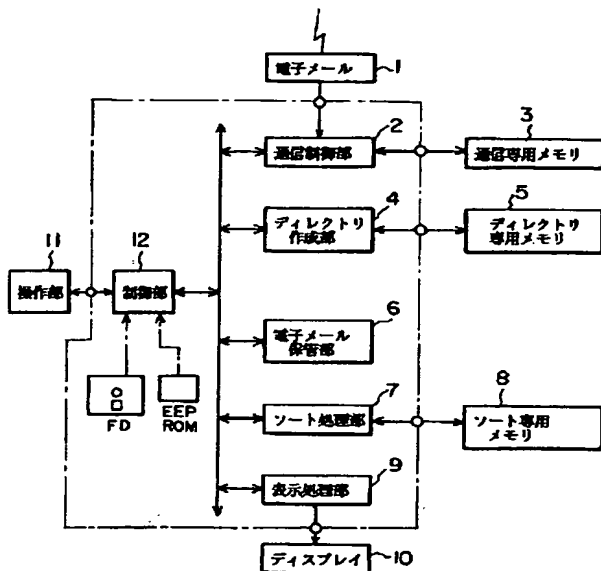 電子メール
1
2
通信制御部
3
通信専用メモリ
4
ディレクトリ
作成部
5
ディレクトリ
専用メモリ
11
操作部
12
制御部
6
電子メール
保管部
FD
EEP
ROM
7
ソート処理部
8
ソート専用
メモリ
9
表示処理部
ディスプレイ
10